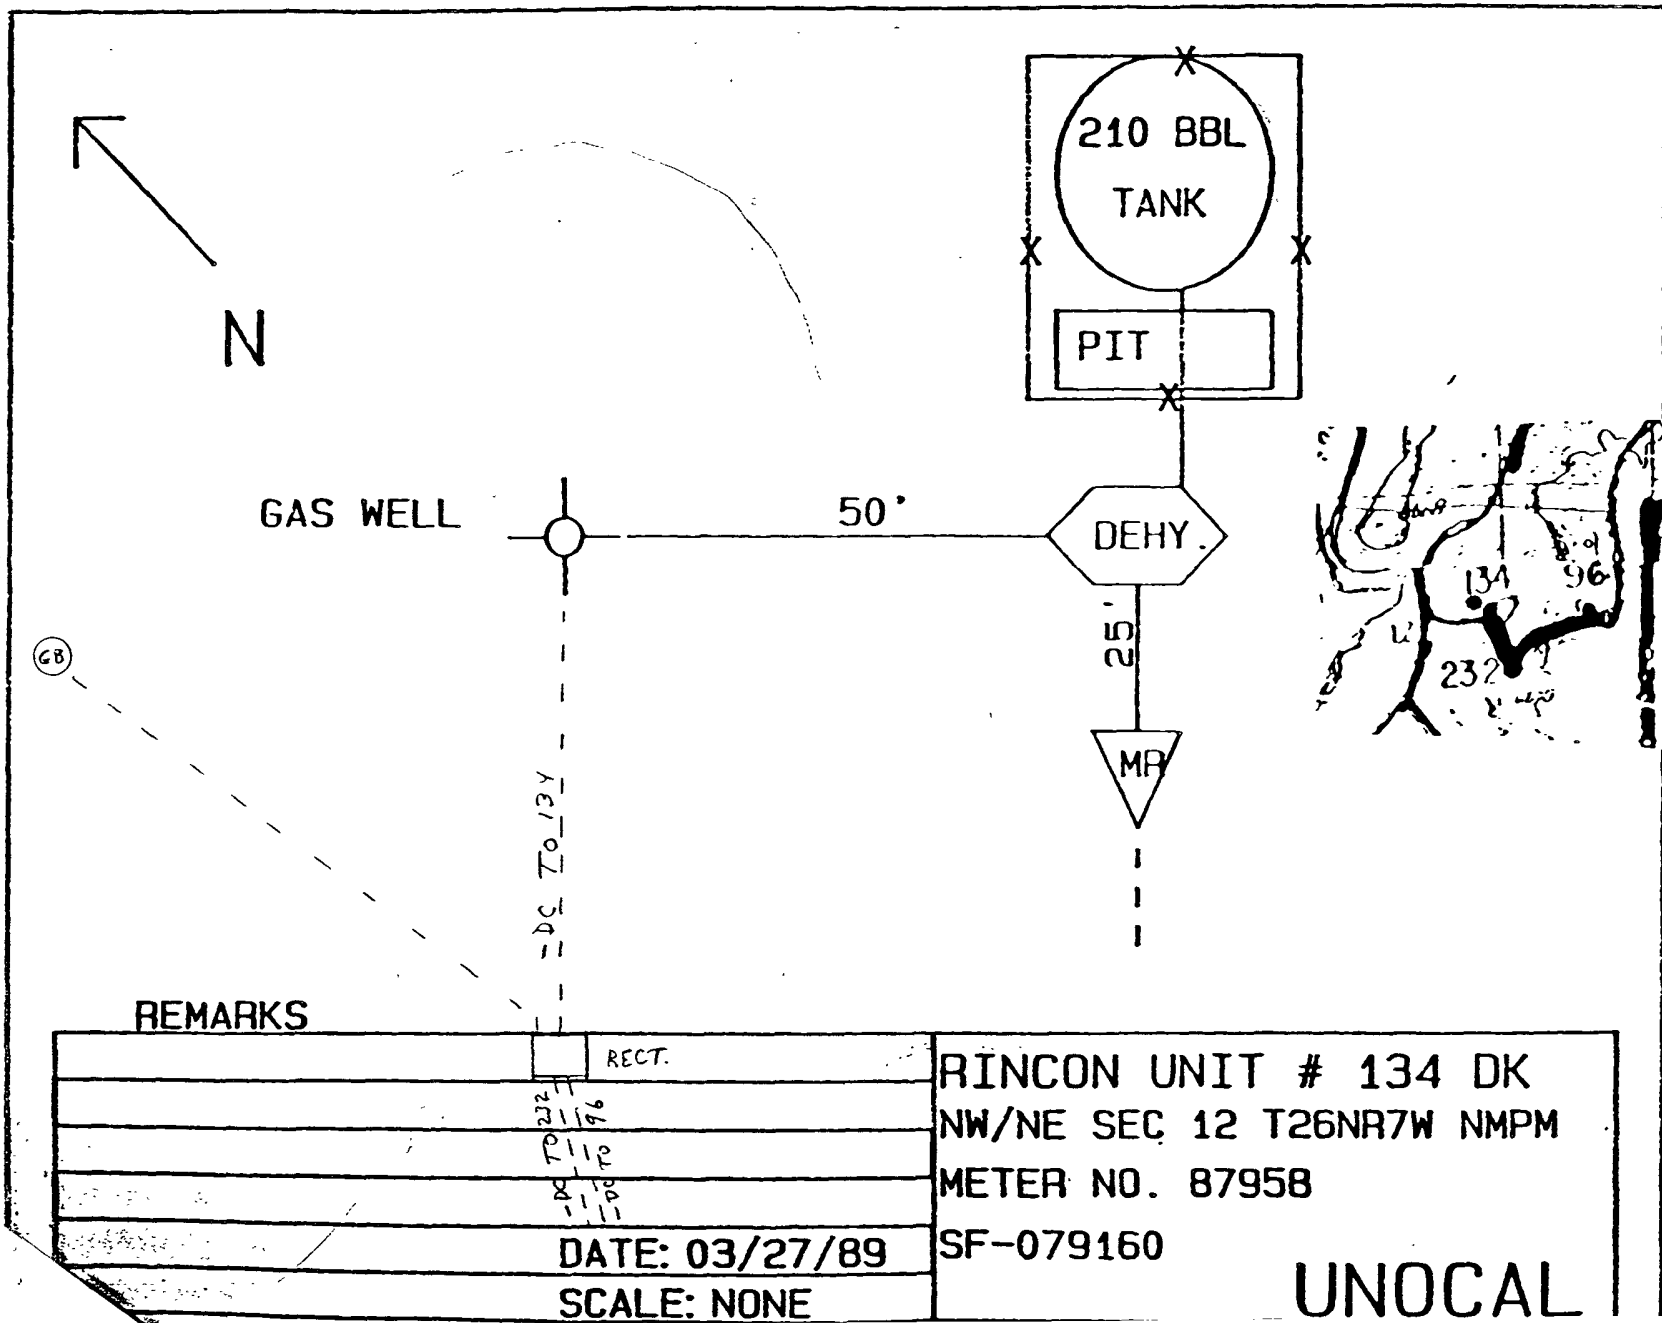 210 BBL
TANK
N
PIT
GAS WELL
50'
DEHY.
25'
134
96
232
GB
MR
-DC TO 134
REMARKS
RECT.
-DC TO 232
-DC TO 96
RINCON UNIT # 134 DK
NW/NE SEC 12 T26NR7W NMPM
METER NO. 87958
SF-079160
DATE: 03/27/89
SCALE: NONE
UNOCAL